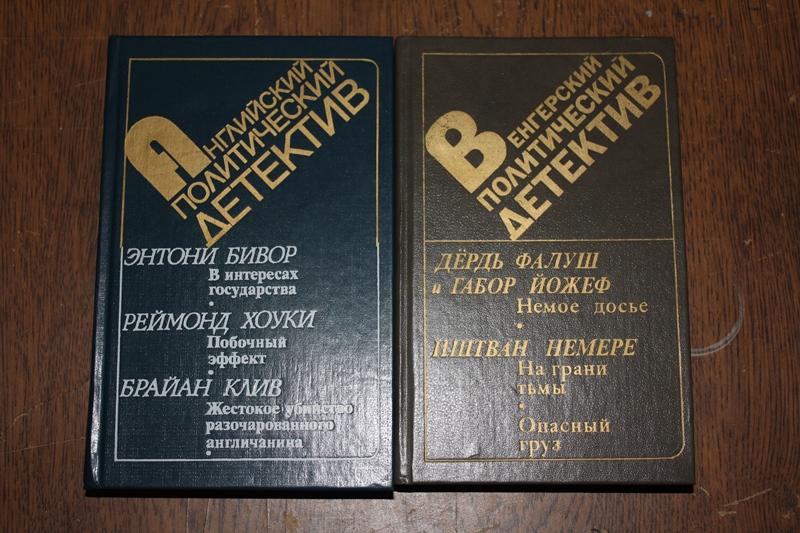 АНГЛИЙСКИЙ
ПОЛИТИЧЕСКИЙ
ДЕТЕКТИВ
ЭНТОНИ БИВОР
В интересах
государства
РЕЙМОНД ХОУКИ
Побочный
эффект
БРАЙАН КЛИВ
Жестокое убийство
разочарованного
англичанина
ВЕНГЕРСКИЙ
ПОЛИТИЧЕСКИЙ
ДЕТЕКТИВ
ДЁРДЬ ФАЛУШ
и ГАБОР ЙОЖЕФ
Немое досье
ИШТВАН НЕМЕРЕ
На грани
тьмы
Опасный
груз